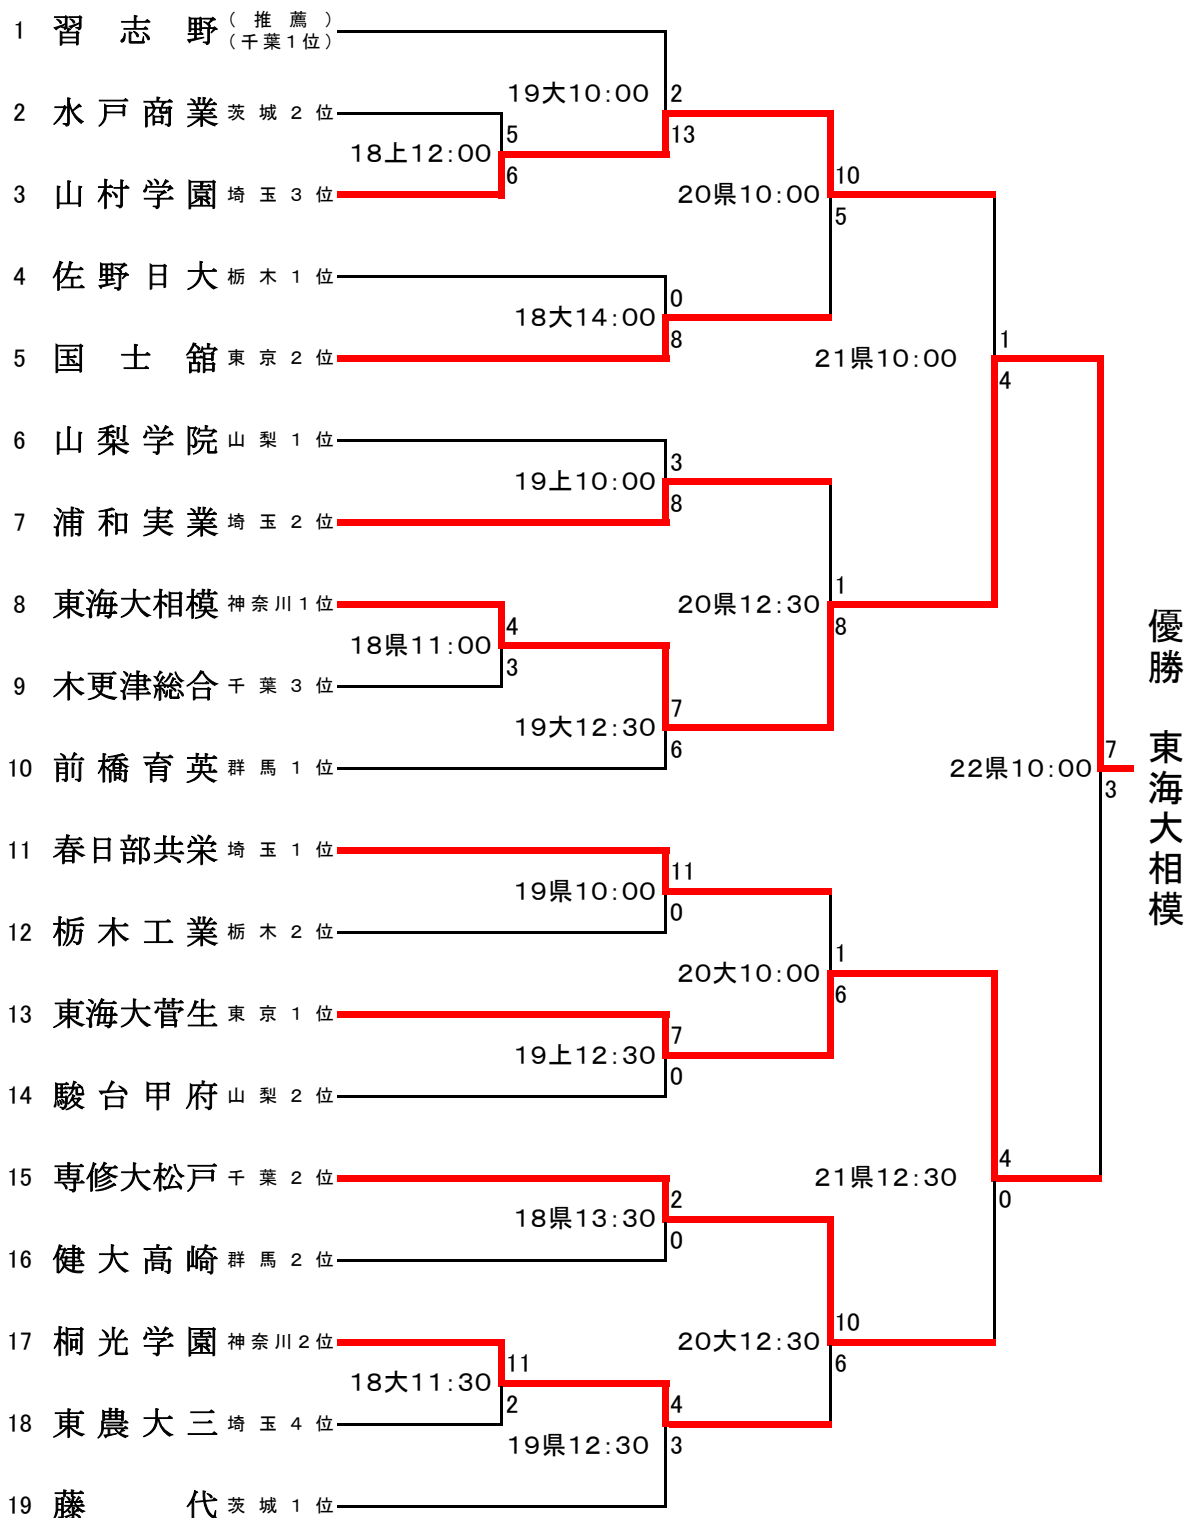 1 習志野 (推薦)
(千葉1位)
2
19大10:00
2 水戸商業 茨城2位
13
5
18上12:00
6
10
3 山村学園 埼玉3位
20県10:00
5
4 佐野日大 栃木1位
0
18大14:00
8
1
5 国士舘 東京2位
21県10:00
4
6 山梨学院 山梨1位
3
19上10:00
8
7 浦和実業 埼玉2位
1
8 東海大相模 神奈川1位
20県12:30
4
8
18県11:00
3
9 木更津総合 千葉3位
7
19大12:30
6
7
10 前橋育英 群馬1位
22県10:00
3
優勝 東海大相模
11 春日部共栄 埼玉1位
11
19県10:00
0
12 栃木工業 栃木2位
1
20大10:00
6
13 東海大菅生 東京1位
7
19上12:30
0
14 駿台甲府 山梨2位
4
15 専修大松戸 千葉2位
21県12:30
2
0
18県13:30
0
16 健大高崎 群馬2位
10
17 桐光学園 神奈川2位
20大12:30
11
6
18大11:30
2
4
18 東農大三 埼玉4位
19県12:30
3
19 藤代 茨城1位